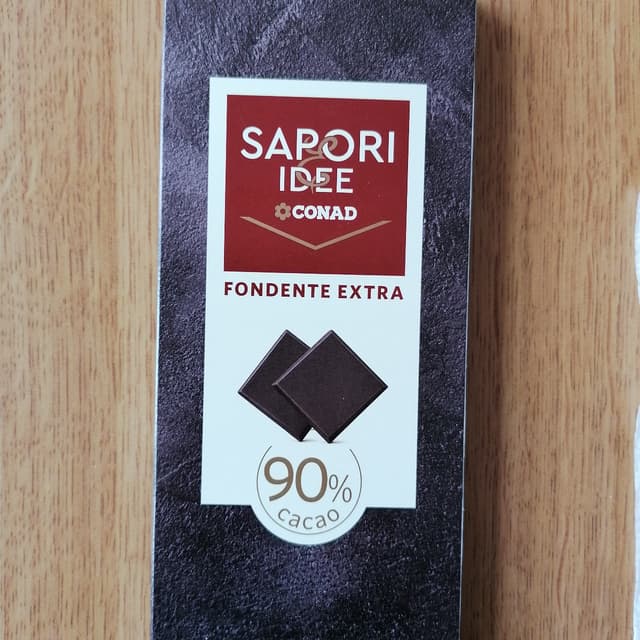 SAPORI
E
IDEE
CONAD
FONDENTE EXTRA
90%
cacao